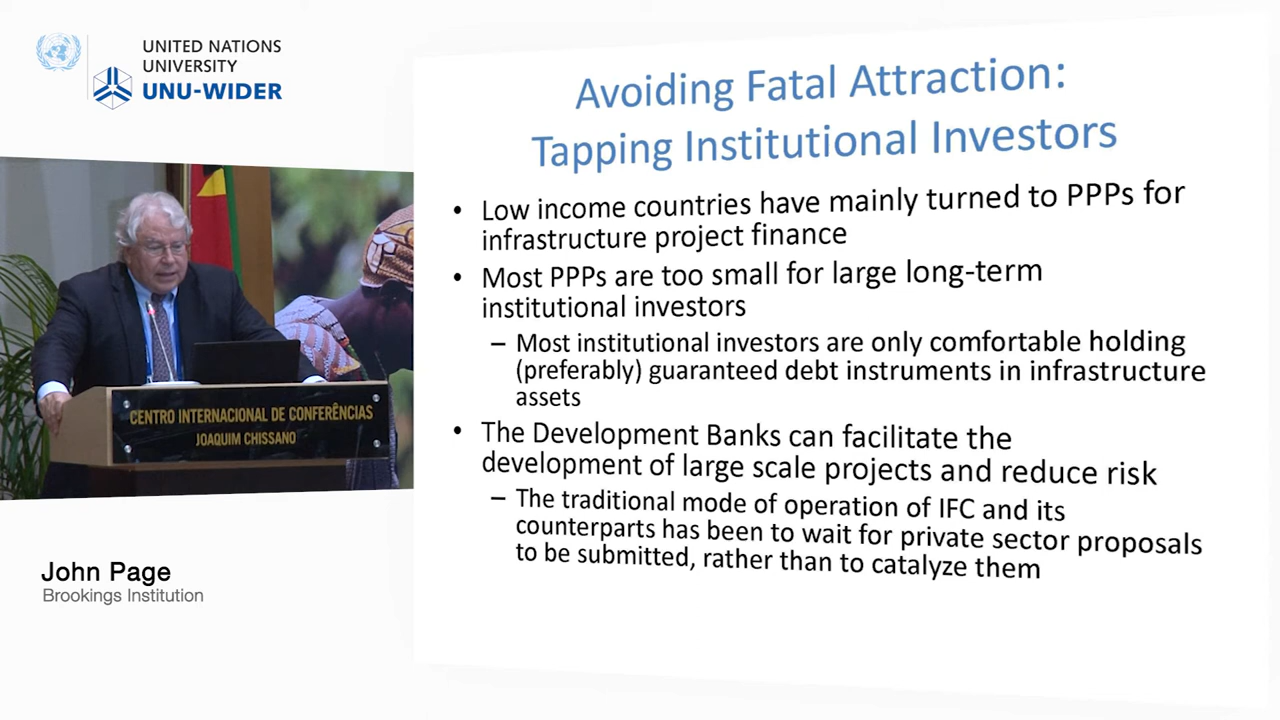 UNITED NATIONS
UNIVERSITY
UNU-WIDER
CENTRO INTERNACIONAL DE CONFERÊNCIAS
JOAQUIM CHISSANO
John Page
Brookings Institution
Avoiding Fatal Attraction:
Tapping Institutional Investors
• Low income countries have mainly turned to PPPs for
infrastructure project finance
• Most PPPs are too small for large long-term
institutional investors
– Most institutional investors are only comfortable holding
(preferably) guaranteed debt instruments in infrastructure
assets
• The Development Banks can facilitate the
development of large scale projects and reduce risk
– The traditional mode of operation of IFC and its
counterparts has been to wait for private sector proposals
to be submitted, rather than to catalyze them